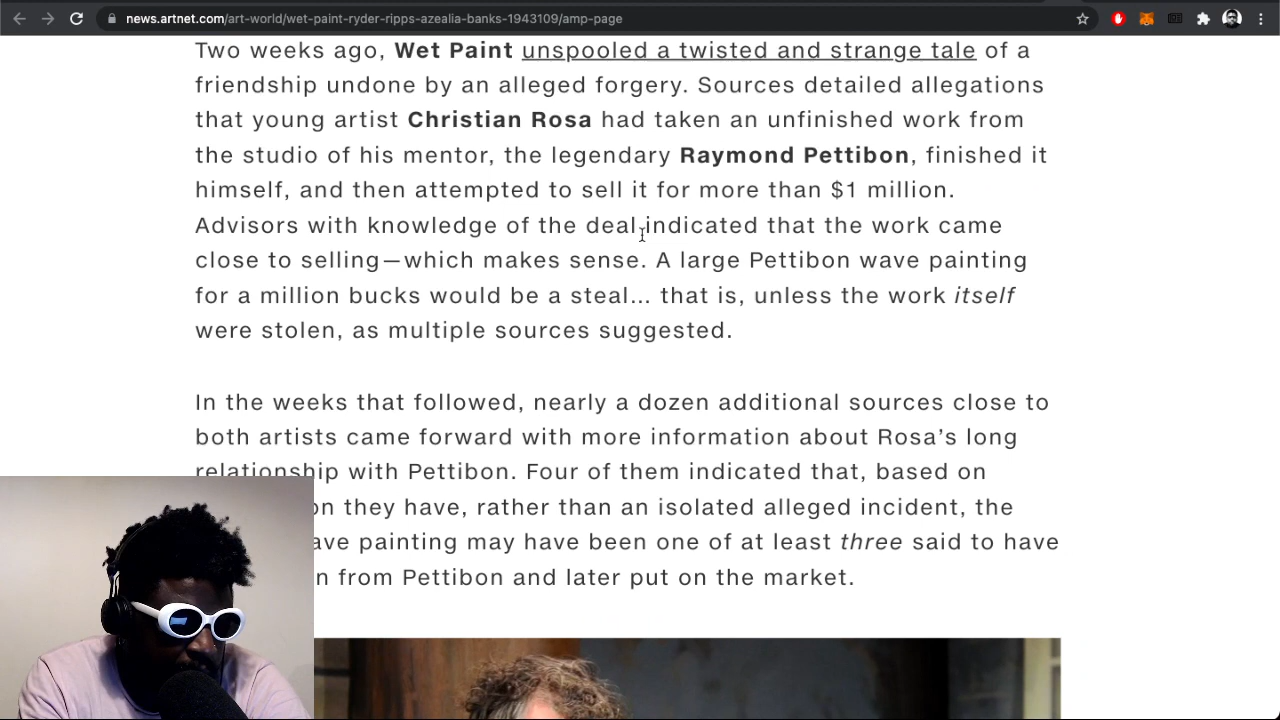 news.artnet.com/art-world/wet-paint-ryder-ripps-azealia-banks-1943109/amp-page
Two weeks ago, Wet Paint unspooled a twisted and strange tale of a
friendship undone by an alleged forgery. Sources detailed allegations
that young artist Christian Rosa had taken an unfinished work from
the studio of his mentor, the legendary Raymond Pettibon, finished it
himself, and then attempted to sell it for more than $1 million.
Advisors with knowledge of the deal indicated that the work came
close to selling—which makes sense. A large Pettibon wave painting
for a million bucks would be a steal... that is, unless the work itself
were stolen, as multiple sources suggested.
In the weeks that followed, nearly a dozen additional sources close to
both artists came forward with more information about Rosa’s long
relationship with Pettibon. Four of them indicated that, based on
on they have, rather than an isolated alleged incident, the
ave painting may have been one of at least three said to have
n from Pettibon and later put on the market.